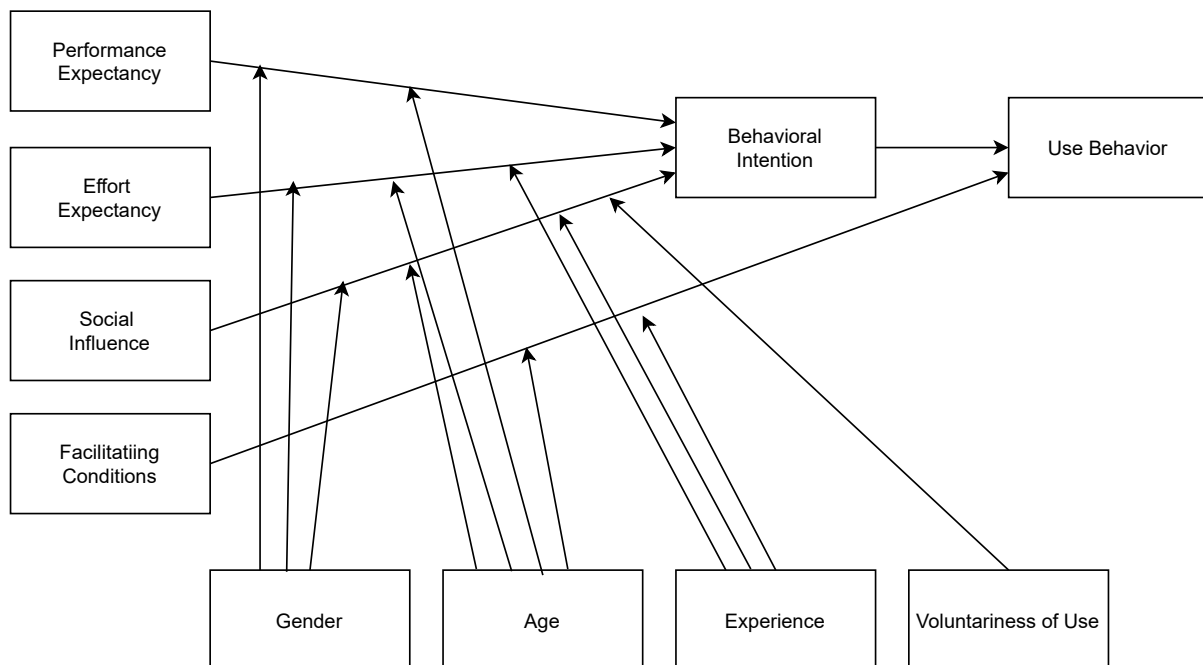 Performance
Expectancy
Effort
Expectancy
Social
Influence
Facilitatiing
Conditions
Behavioral
Intention
Use Behavior
Gender
Age
Experience
Voluntariness of Use